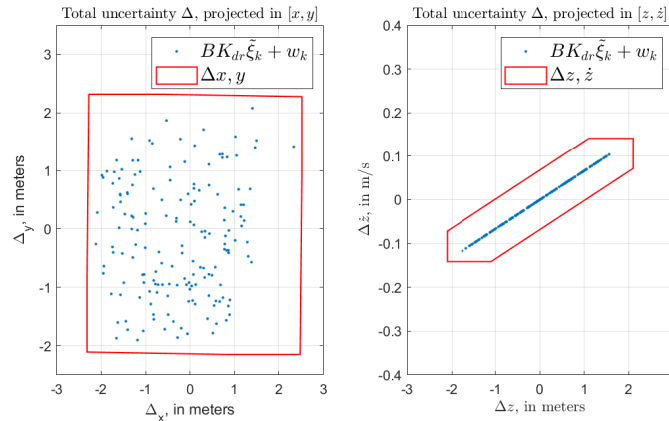 Total uncertainty Δ, projected in [x, y]
BK_{dr}ξ̃_k + w_k
Δx, y
3
2
1
0
-1
-2
Δ_y, in meters
-3
-2
-1
0
1
2
3
Δ_x, in meters
Total uncertainty Δ, projected in [z, ż]
BK_{dr}ξ̃_k + w_k
Δz, ż
0.4
0.3
0.2
0.1
0
-0.1
-0.2
-0.3
-0.4
Δż, in m/s
-3
-2
-1
0
1
2
Δz, in meters